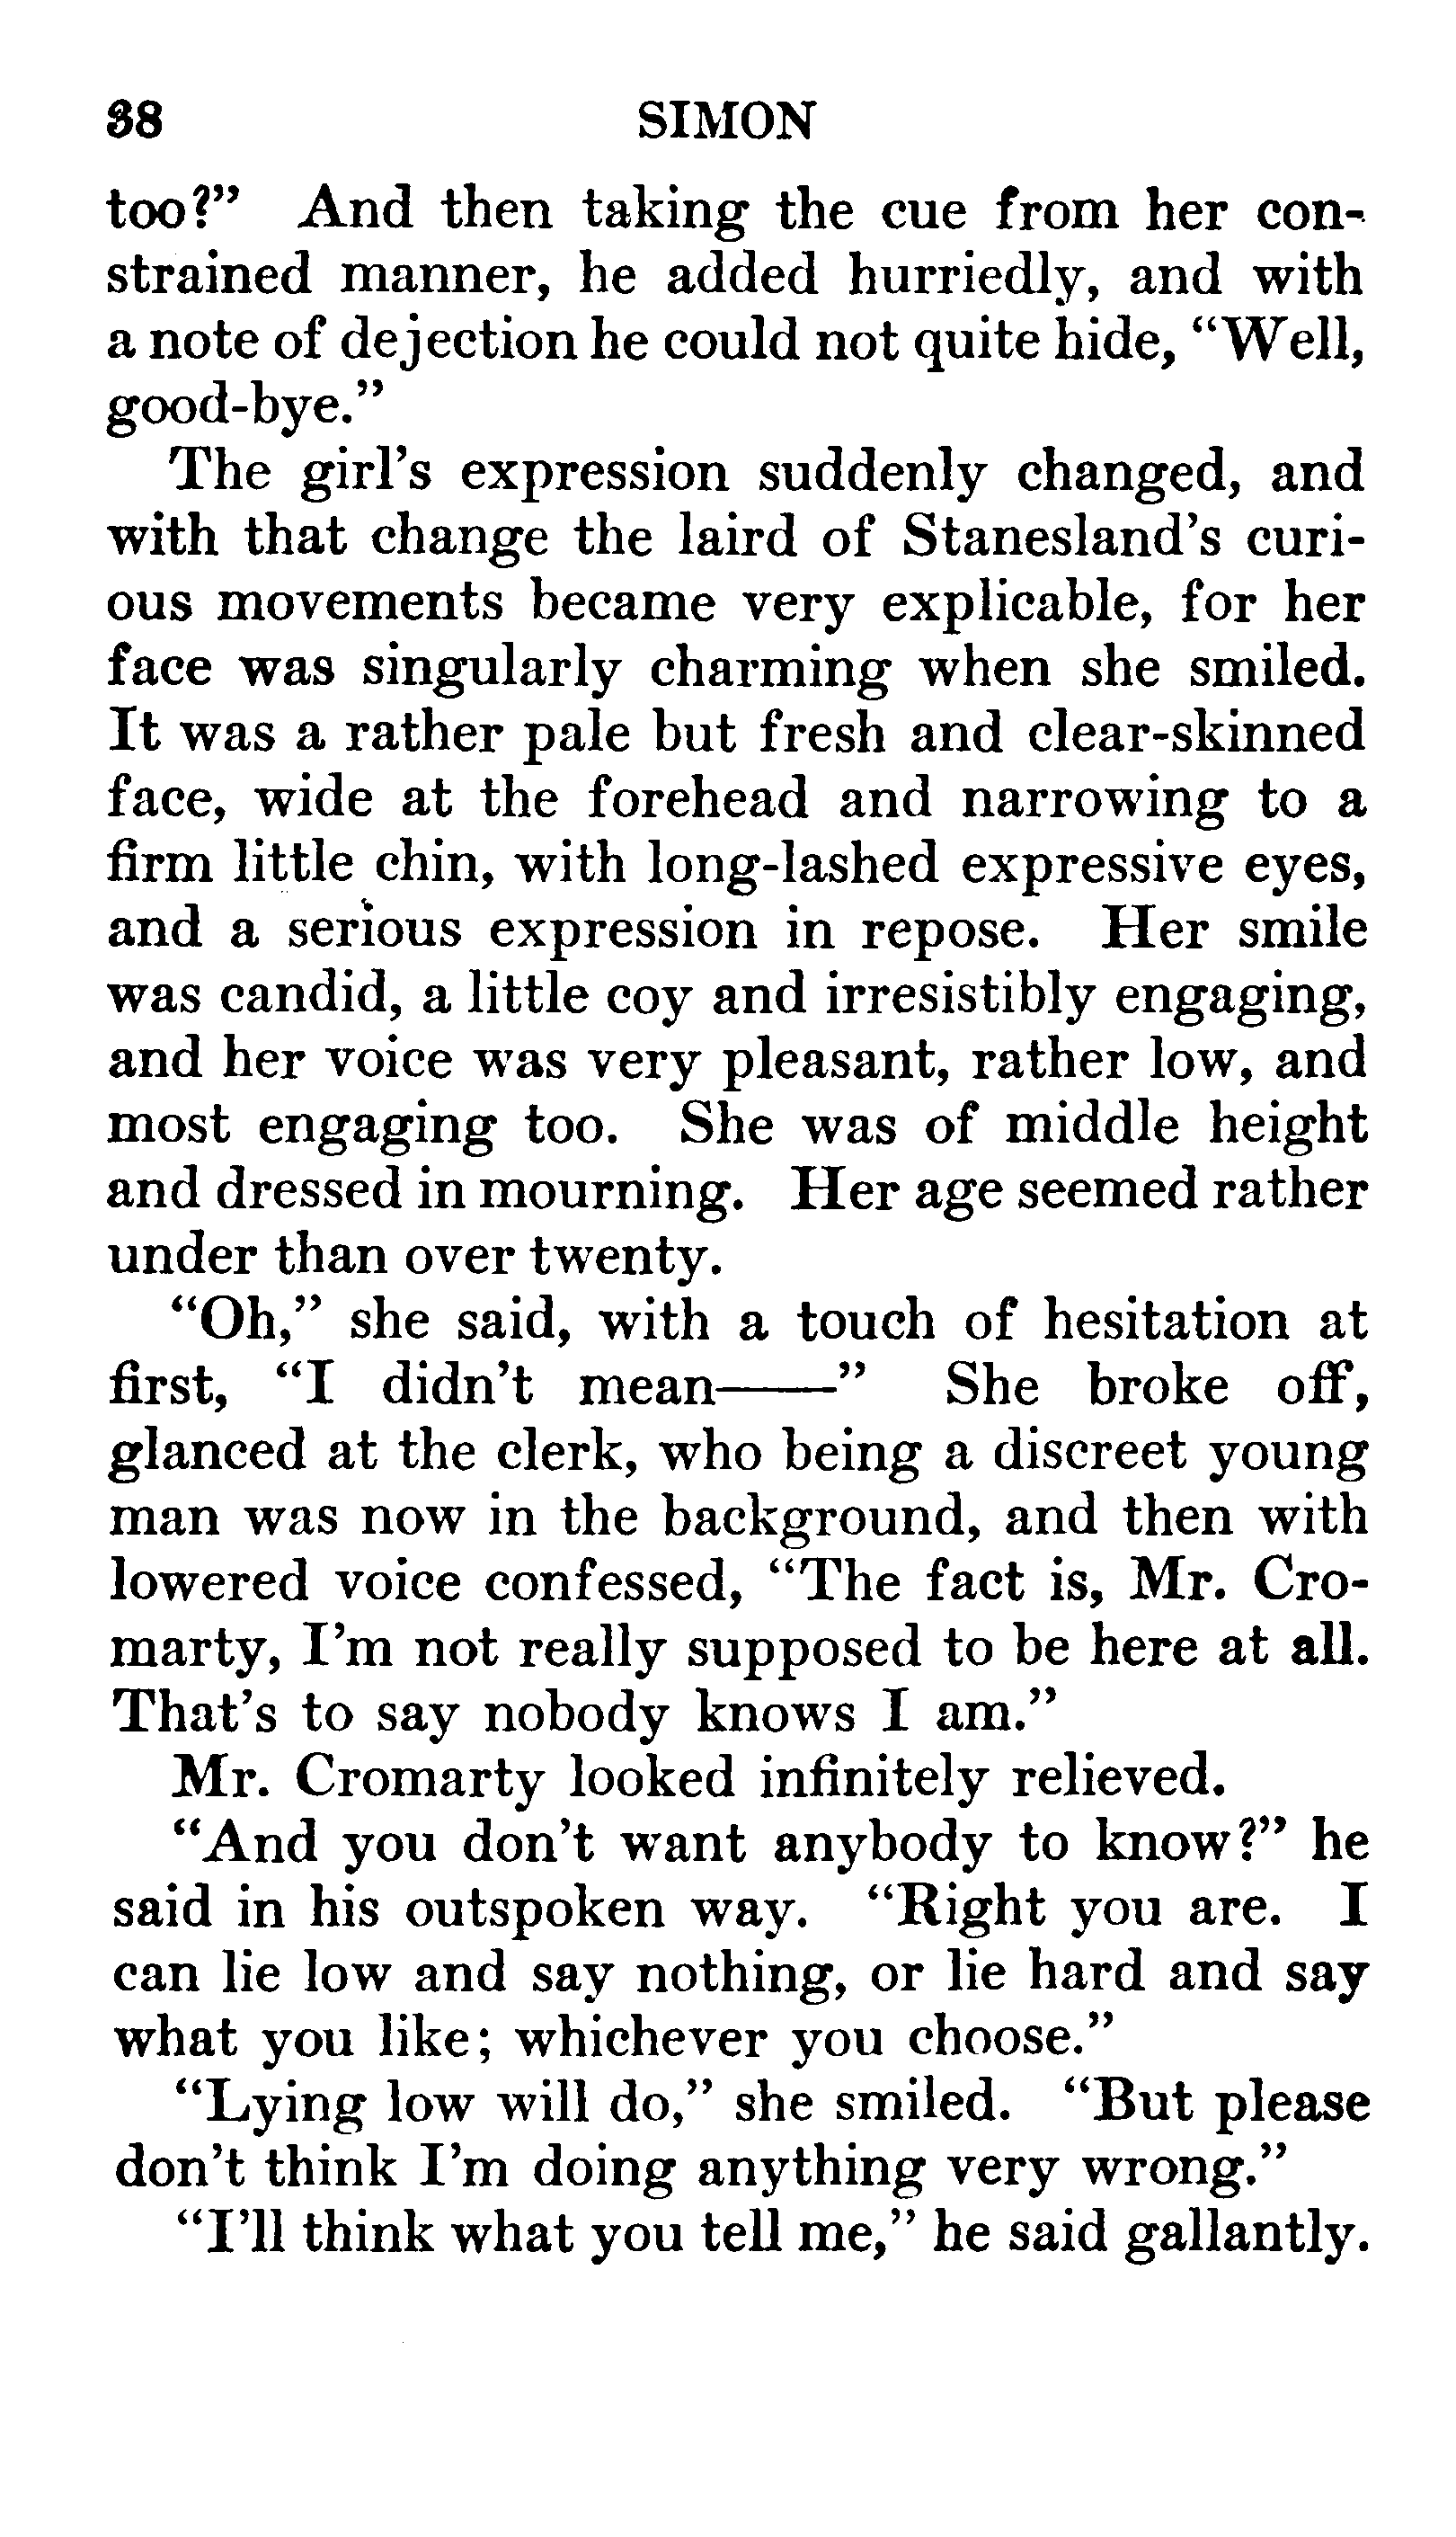 38 SIMON
too?” And then taking the cue from her con-
strained manner, he added hurriedly, and with
a note of dejection he could not quite hide, “Well,
good-bye.”
The girl’s expression suddenly changed, and
with that change the laird of Stanesland’s curi-
ous movements became very explicable, for her
face was singularly charming when she smiled.
It was a rather pale but fresh and clear-skinned
face, wide at the forehead and narrowing to a
firm little chin, with long-lashed expressive eyes,
and a serious expression in repose. Her smile
was candid, a little coy and irresistibly engaging,
and her voice was very pleasant, rather low, and
most engaging too. She was of middle height
and dressed in mourning. Her age seemed rather
under than over twenty.
“Oh,” she said, with a touch of hesitation at
first, “I didn’t mean——” She broke off,
glanced at the clerk, who being a discreet young
man was now in the background, and then with
lowered voice confessed, “The fact is, Mr. Cro-
marty, I’m not really supposed to be here at all.
That’s to say nobody knows I am.”
Mr. Cromarty looked infinitely relieved.
“And you don’t want anybody to know?” he
said in his outspoken way. “Right you are. I
can lie low and say nothing, or lie hard and say
what you like; whichever you choose.”
“Lying low will do,” she smiled. “But please
don’t think I’m doing anything very wrong.”
“I’ll think what you tell me,” he said gallantly.